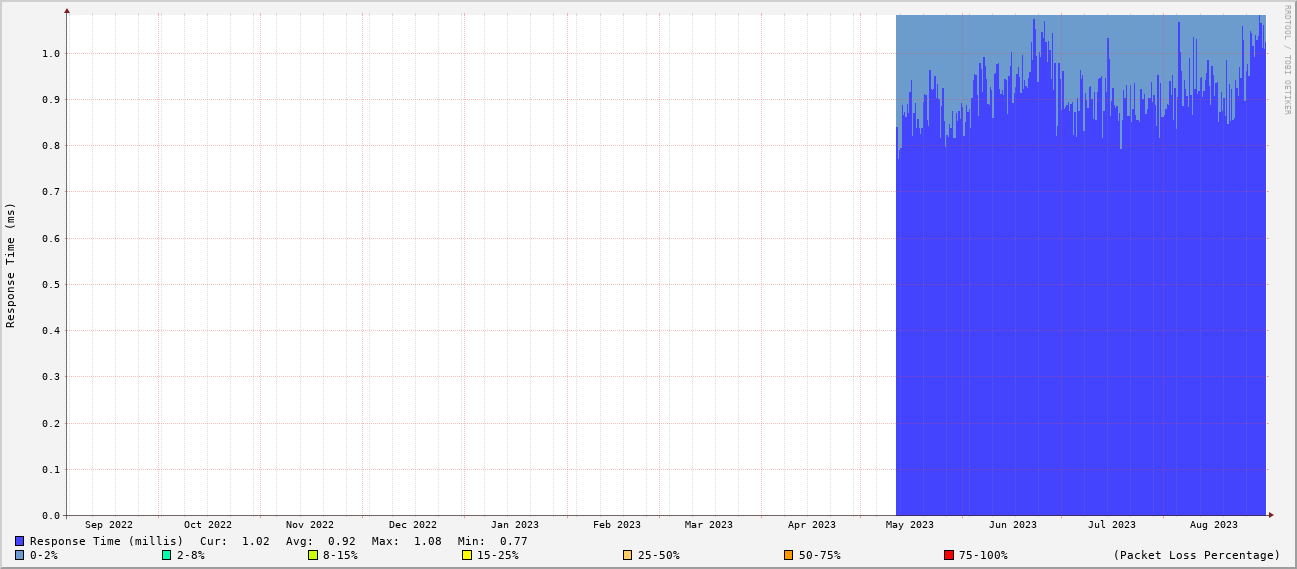 RRDTOOL / TOBI OETIKER
Response Time (ms)
1.0
0.9
0.8
0.7
0.6
0.5
0.4
0.3
0.2
0.1
0.0
Sep 2022 Oct 2022 Nov 2022 Dec 2022 Jan 2023 Feb 2023 Mar 2023 Apr 2023 May 2023 Jun 2023 Jul 2023 Aug 2023
Response Time (millis) Cur: 1.02 Avg: 0.92 Max: 1.08 Min: 0.77
0-2% 2-8% 8-15% 15-25% 25-50% 50-75% 75-100% (Packet Loss Percentage)